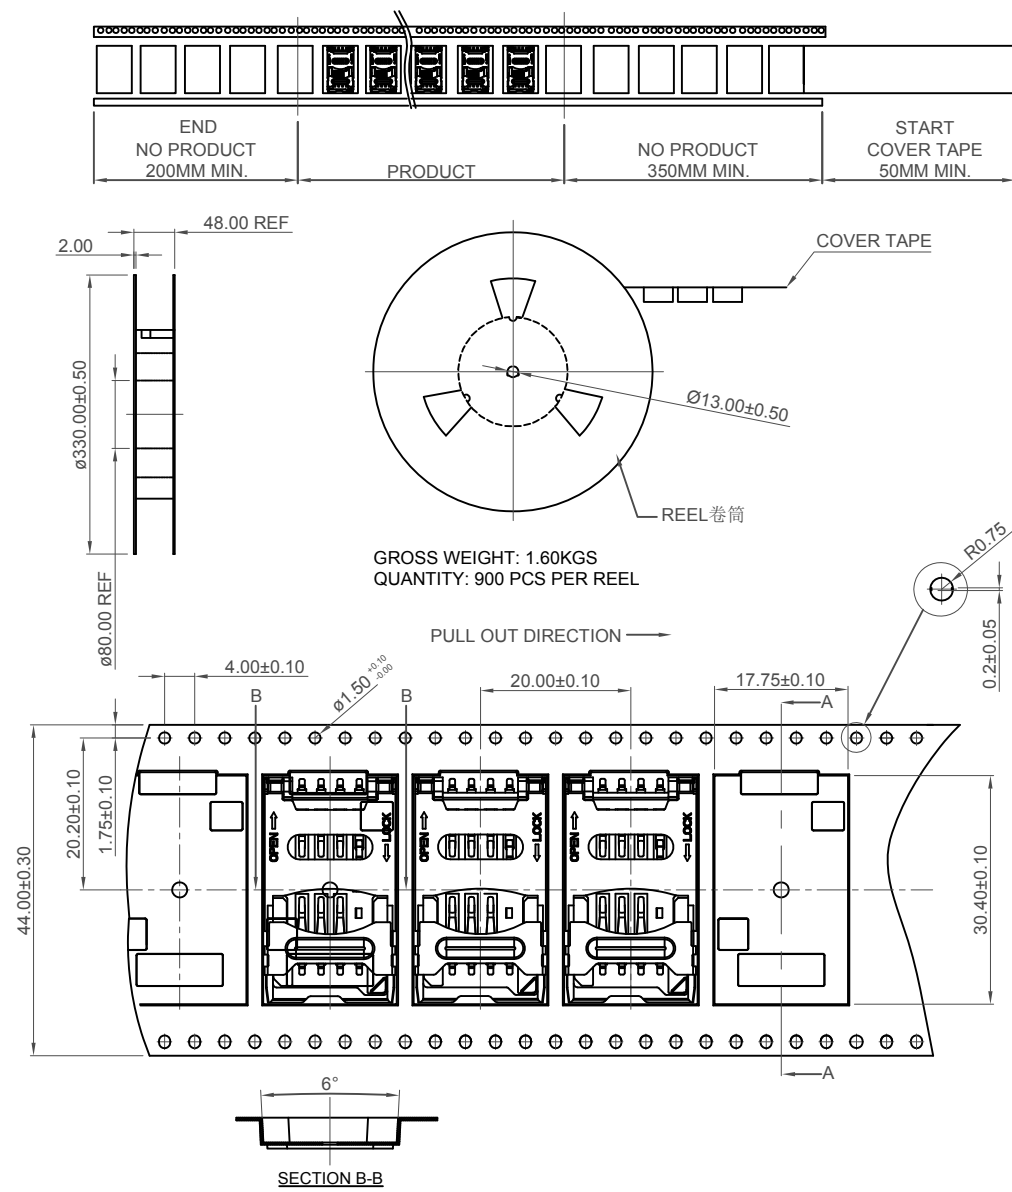 END
NO PRODUCT
200MM MIN.
PRODUCT
NO PRODUCT
350MM MIN.
START
COVER TAPE
50MM MIN.
48.00 REF
2.00
ø330.00±0.50
ø80.00 REF
COVER TAPE
Ø13.00±0.50
REEL卷筒
GROSS WEIGHT: 1.60KGS
QUANTITY: 900 PCS PER REEL
R0.75
0.2±0.05
PULL OUT DIRECTION
4.00±0.10
B
ø1.50 +0.10 -0.00
B
20.00±0.10
17.75±0.10
A
44.00±0.30
20.20±0.10
1.75±0.10
30.40±0.10
OPEN
LOCK
OPEN
LOCK
OPEN
LOCK
A
6°
SECTION B-B